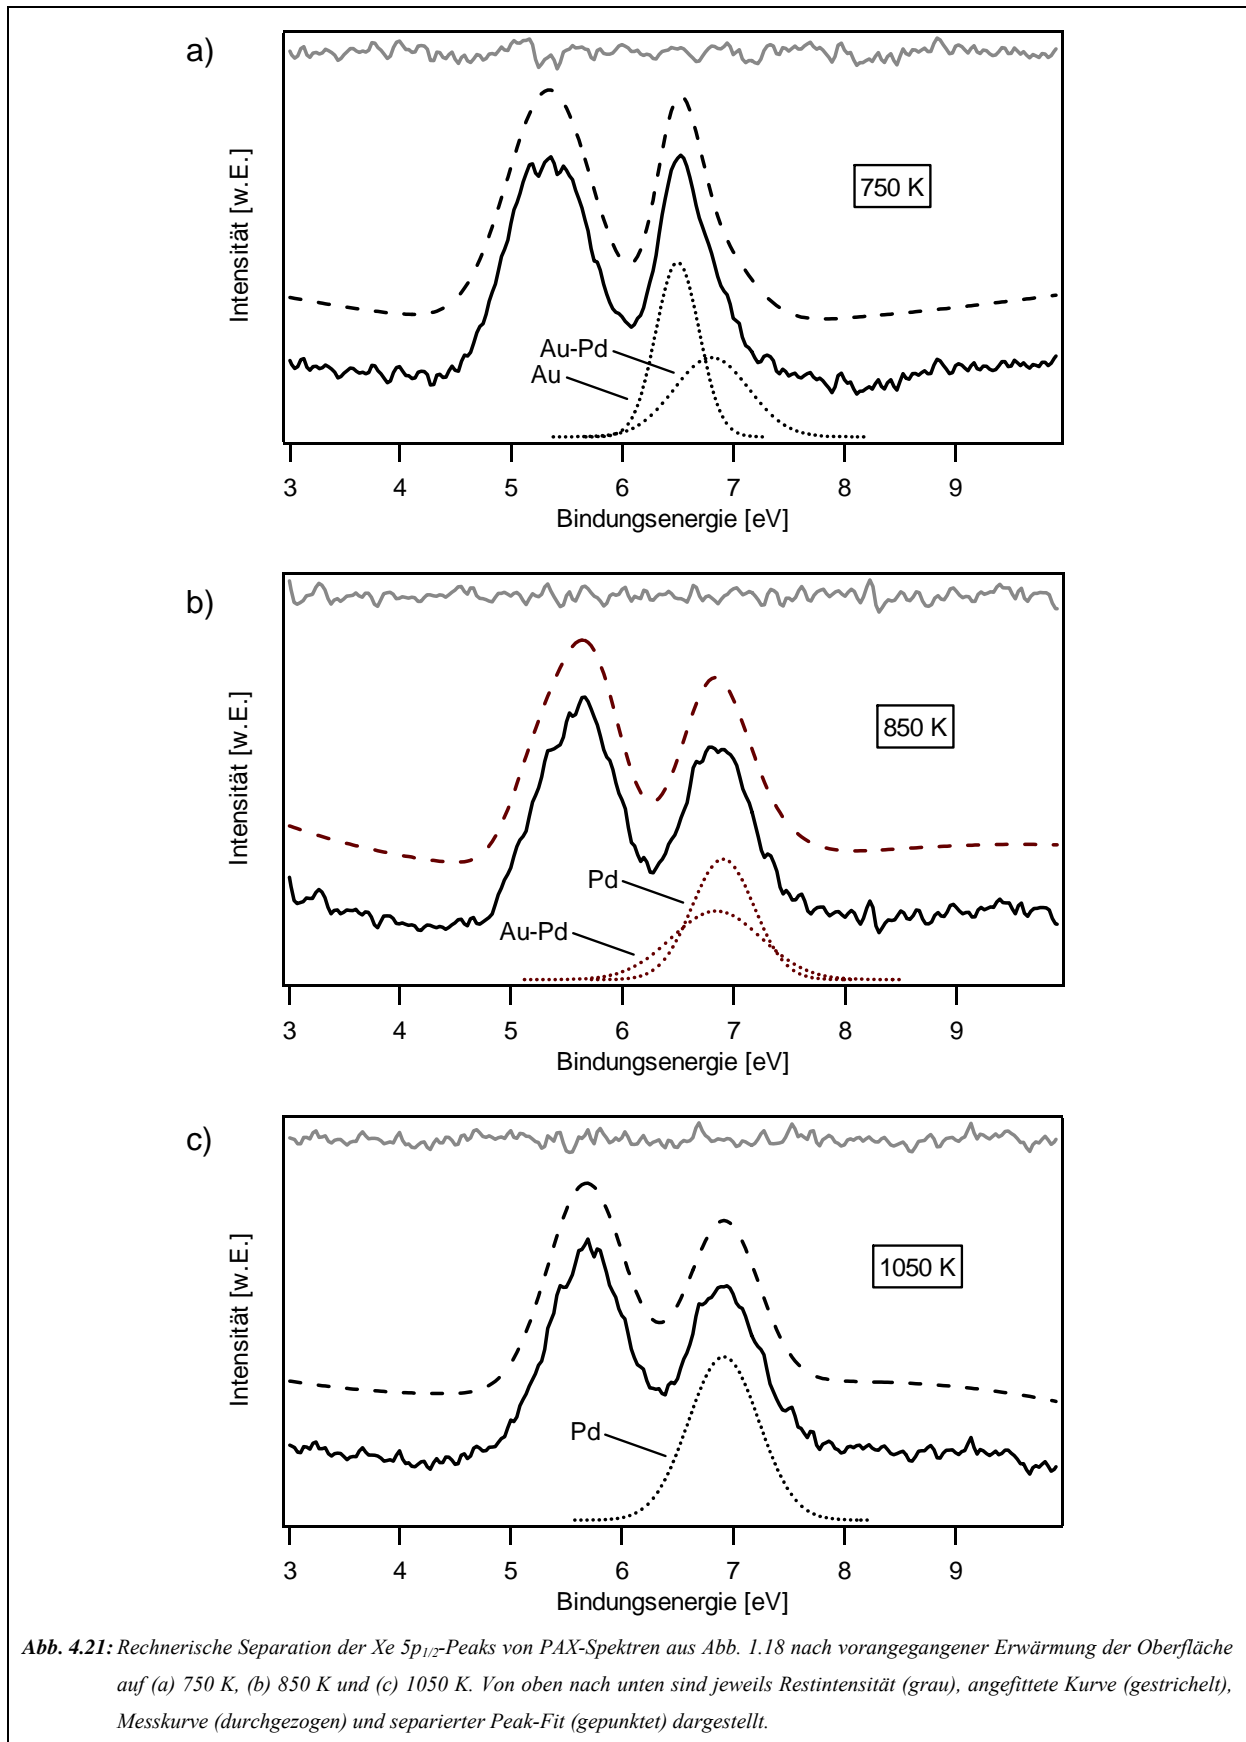 a)
Intensität [w.E.]
750 K
Au-Pd
Au
3 4 5 6 7 8 9
Bindungsenergie [eV]
b)
Intensität [w.E.]
850 K
Pd
Au-Pd
3 4 5 6 7 8 9
Bindungsenergie [eV]
c)
Intensität [w.E.]
1050 K
Pd
3 4 5 6 7 8 9
Bindungsenergie [eV]
Abb. 4.21: Rechnerische Separation der Xe 5p1/2-Peaks von PAX-Spektren aus Abb. 1.18 nach vorangegangener Erwärmung der Oberfläche
auf (a) 750 K, (b) 850 K und (c) 1050 K. Von oben nach unten sind jeweils Restintensität (grau), angefittete Kurve (gestrichelt),
Messkurve (durchgezogen) und separierter Peak-Fit (gepunktet) dargestellt.